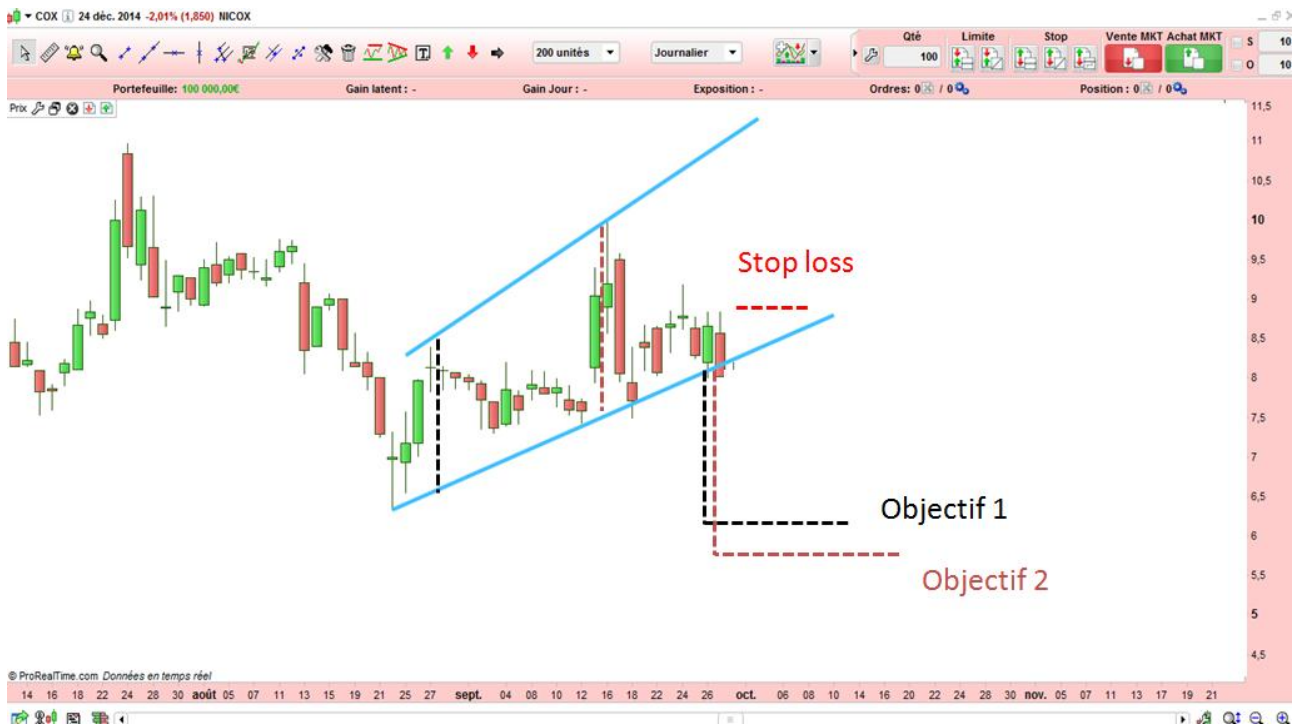 COX 24 déc. 2014 -2,01% (1,850) NICOX
200 unités
Journalier
Qté
100
Limite
Stop
Vente MKT Achat MKT
S 10
O 10
Portefeuille: 100 000,00€ Gain latent : - Gain Jour : - Exposition : - Ordres: 0 / 0 Position : 0 / 0
Prix
11,5
11
10,5
10
9,5
9
8,5
8
7,5
7
6,5
6
5,5
5
4,5
Stop loss
Objectif 1
Objectif 2
© ProRealTime.com Données en temps réel
14 16 18 22 24 28 30 août 05 07 11 13 15 19 21 25 27 sept. 04 08 10 12 16 18 22 24 26 oct. 06 08 10 14 16 20 22 24 28 30 nov. 05 07 11 13 17 19 21